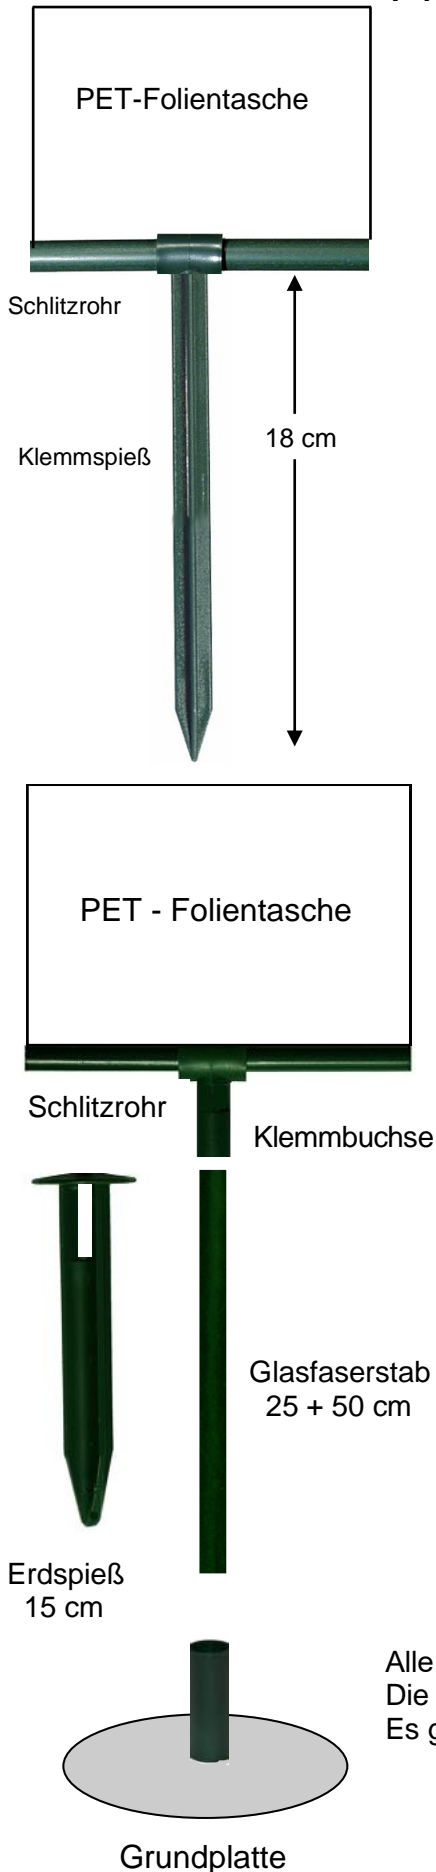 PET-Folientasche
Schlitzrohr
18 cm
Klemmspieß
PET - Folientasche
Schlitzrohr
Klemmbuchse
Glasfaserstab
25 + 50 cm
Erdspieß
15 cm
Alle
Die
Es g
Grundplatte